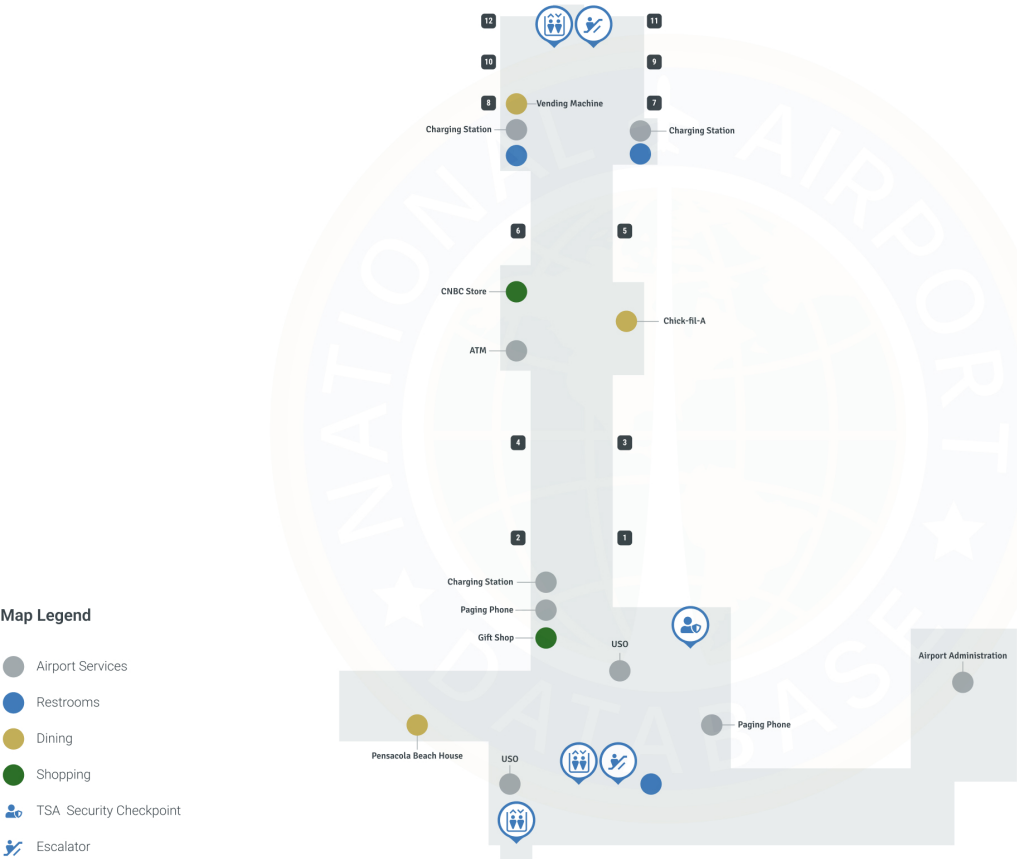 12
11
10
9
8
Vending Machine
7
Charging Station
Charging Station
6
5
CNBC Store
Chick-fil-A
ATM
4
3
2
1
Charging Station
Paging Phone
Gift Shop
USO
Airport Administration
Paging Phone
Pensacola Beach House
USO
Map Legend
Airport Services
Restrooms
Dining
Shopping
TSA Security Checkpoint
Escalator
NATIONAL AIRPORT
DATABASE